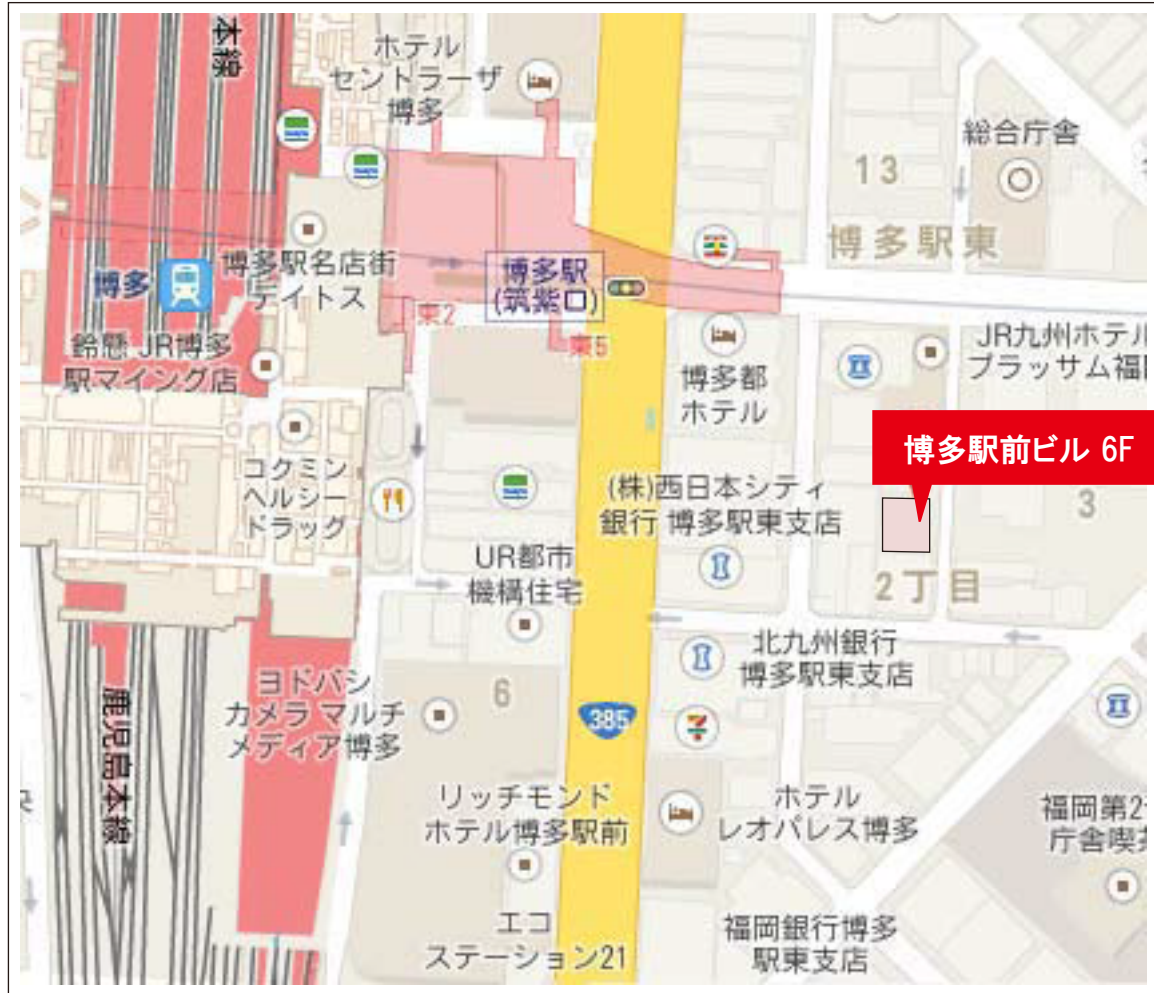 本線
ホテル
セントラーザ
博多
総合庁舎
13
博多駅東
博多駅名店街
デイトス
博多
博多駅
(筑紫口)
東2
東5
鈴懸 JR博多
駅マイング店
JR九州ホテル
ブラッサム福
博多都
ホテル
博多駅前ビル 6F
コクミン
ヘルシー
ドラッグ
(株)西日本シティ
銀行 博多駅東支店
3
UR都市
機構住宅
2丁目
北九州銀行
博多駅東支店
ヨドバシ
カメラ マルチ
メディア博多
6
385
鹿児島本線
リッチモンド
ホテル博多駅前
ホテル
レオパレス博多
福岡第2
庁舎喫
エコ
ステーション21
福岡銀行博多
駅東支店